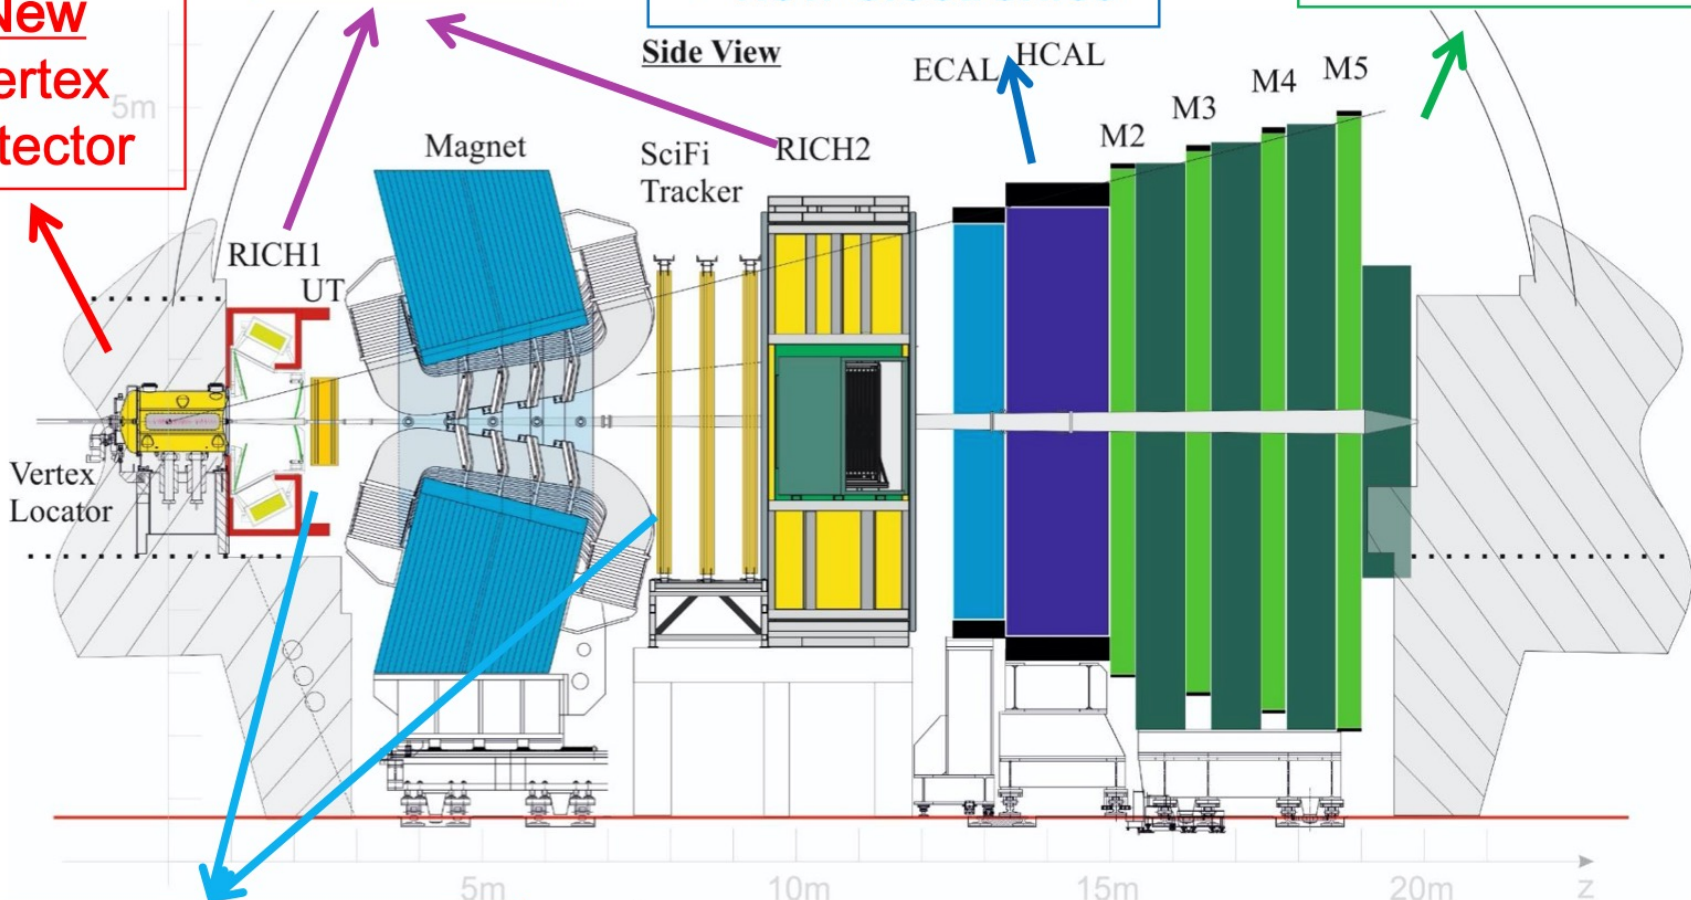 New
ertex
tector
Side View
ECAL
HCAL
M2
M3
M4
M5
5m
Magnet
SciFi
Tracker
RICH2
RICH1
UT
Vertex
Locator
5m
10m
15m
20m
z